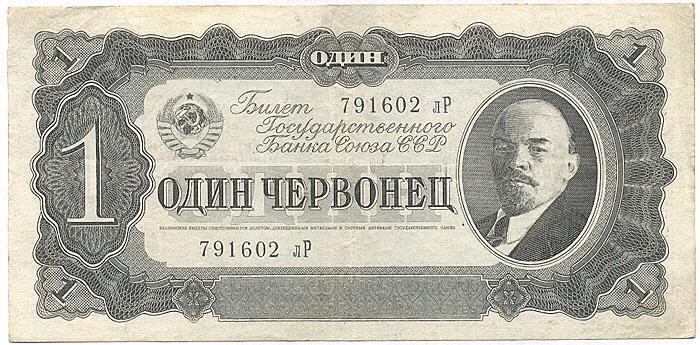 1 ОДИН 1
Билет 791602 лР
Государственного
Банка Союза ССР
1 ОДИН ЧЕРВОНЕЦ
БАНКОВСКИЕ БИЛЕТЫ ОБЕСПЕЧИВАЮТСЯ ЗОЛОТОМ, ДРАГОЦЕННЫМИ МЕТАЛЛАМИ И ПРОЧИМИ АКТИВАМИ ГОСУДАРСТВЕННОГО БАНКА
791602 лР
1 1